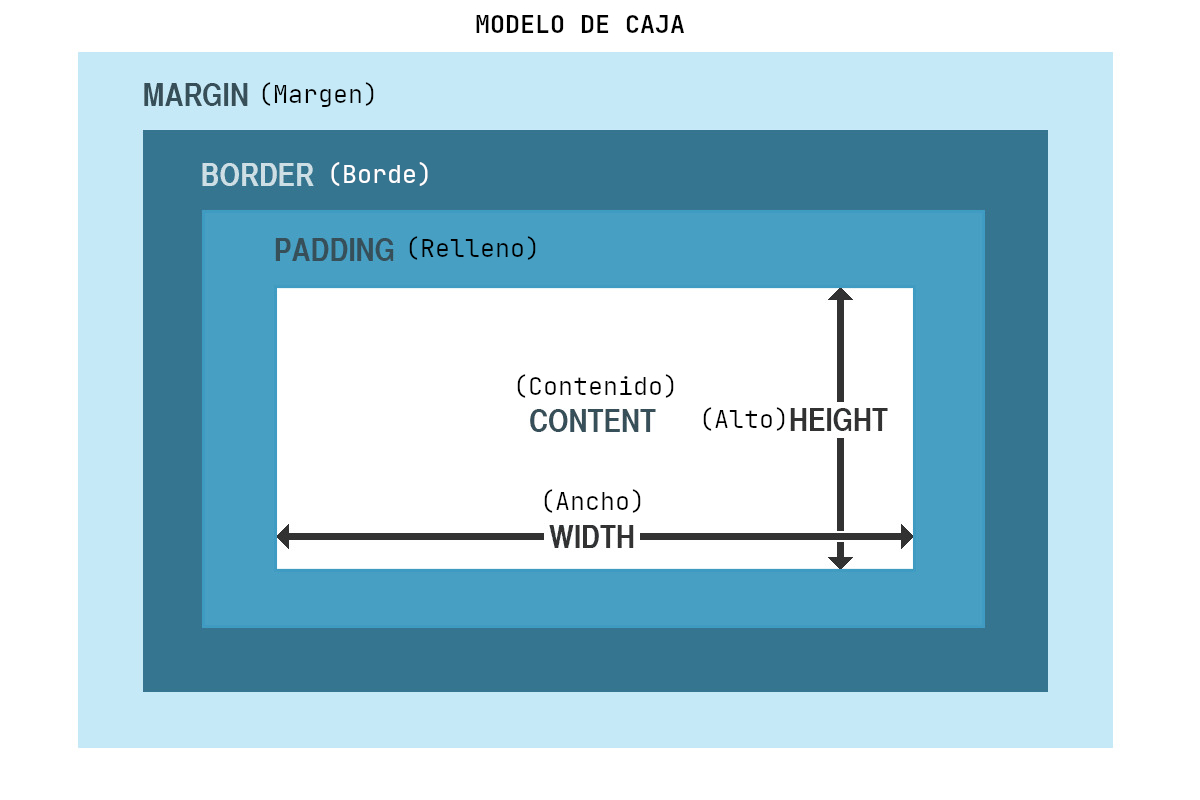 MODELO DE CAJA
MARGIN (Margen)
BORDER (Borde)
PADDING (Relleno)
(Contenido)
CONTENT
(Alto)HEIGHT
(Ancho)
WIDTH